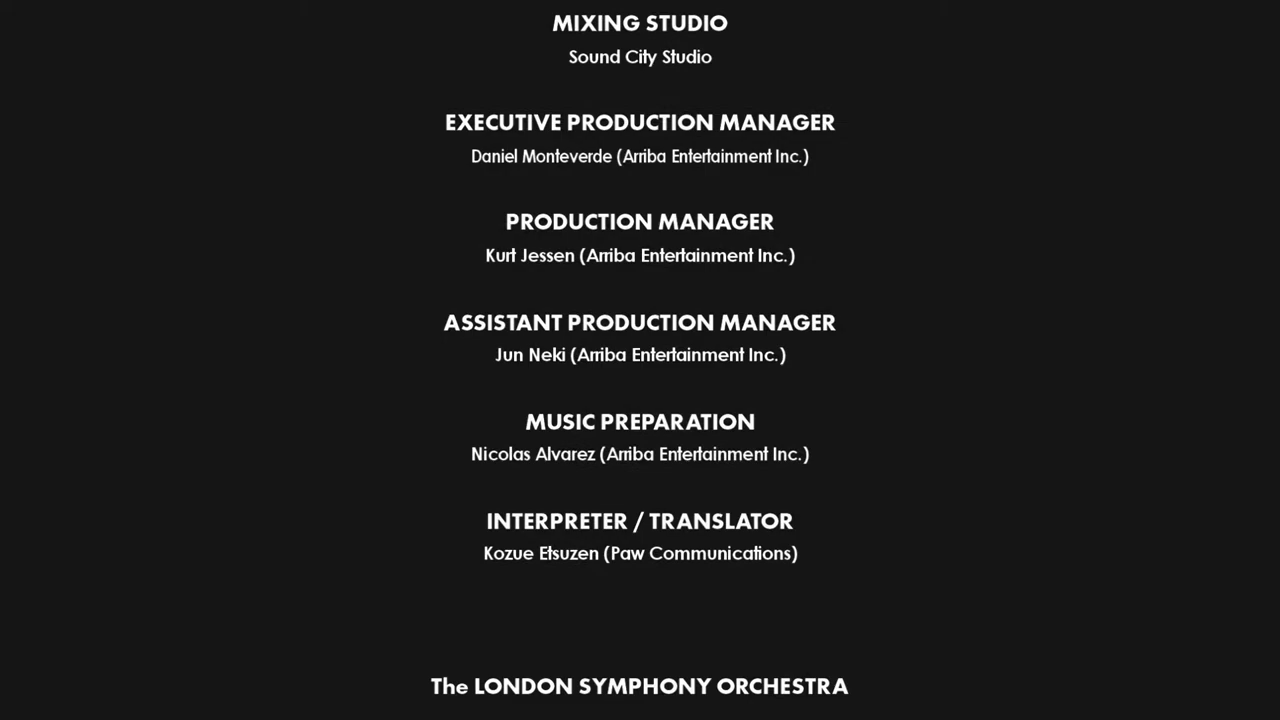 MIXING STUDIO
Sound City Studio
EXECUTIVE PRODUCTION MANAGER
Daniel Monteverde (Arriba Entertainment Inc.)
PRODUCTION MANAGER
Kurt Jessen (Arriba Entertainment Inc.)
ASSISTANT PRODUCTION MANAGER
Jun Neki (Arriba Entertainment Inc.)
MUSIC PREPARATION
Nicolas Alvarez (Arriba Entertainment Inc.)
INTERPRETER / TRANSLATOR
Kozue Etsuzen (Paw Communications)
The LONDON SYMPHONY ORCHESTRA